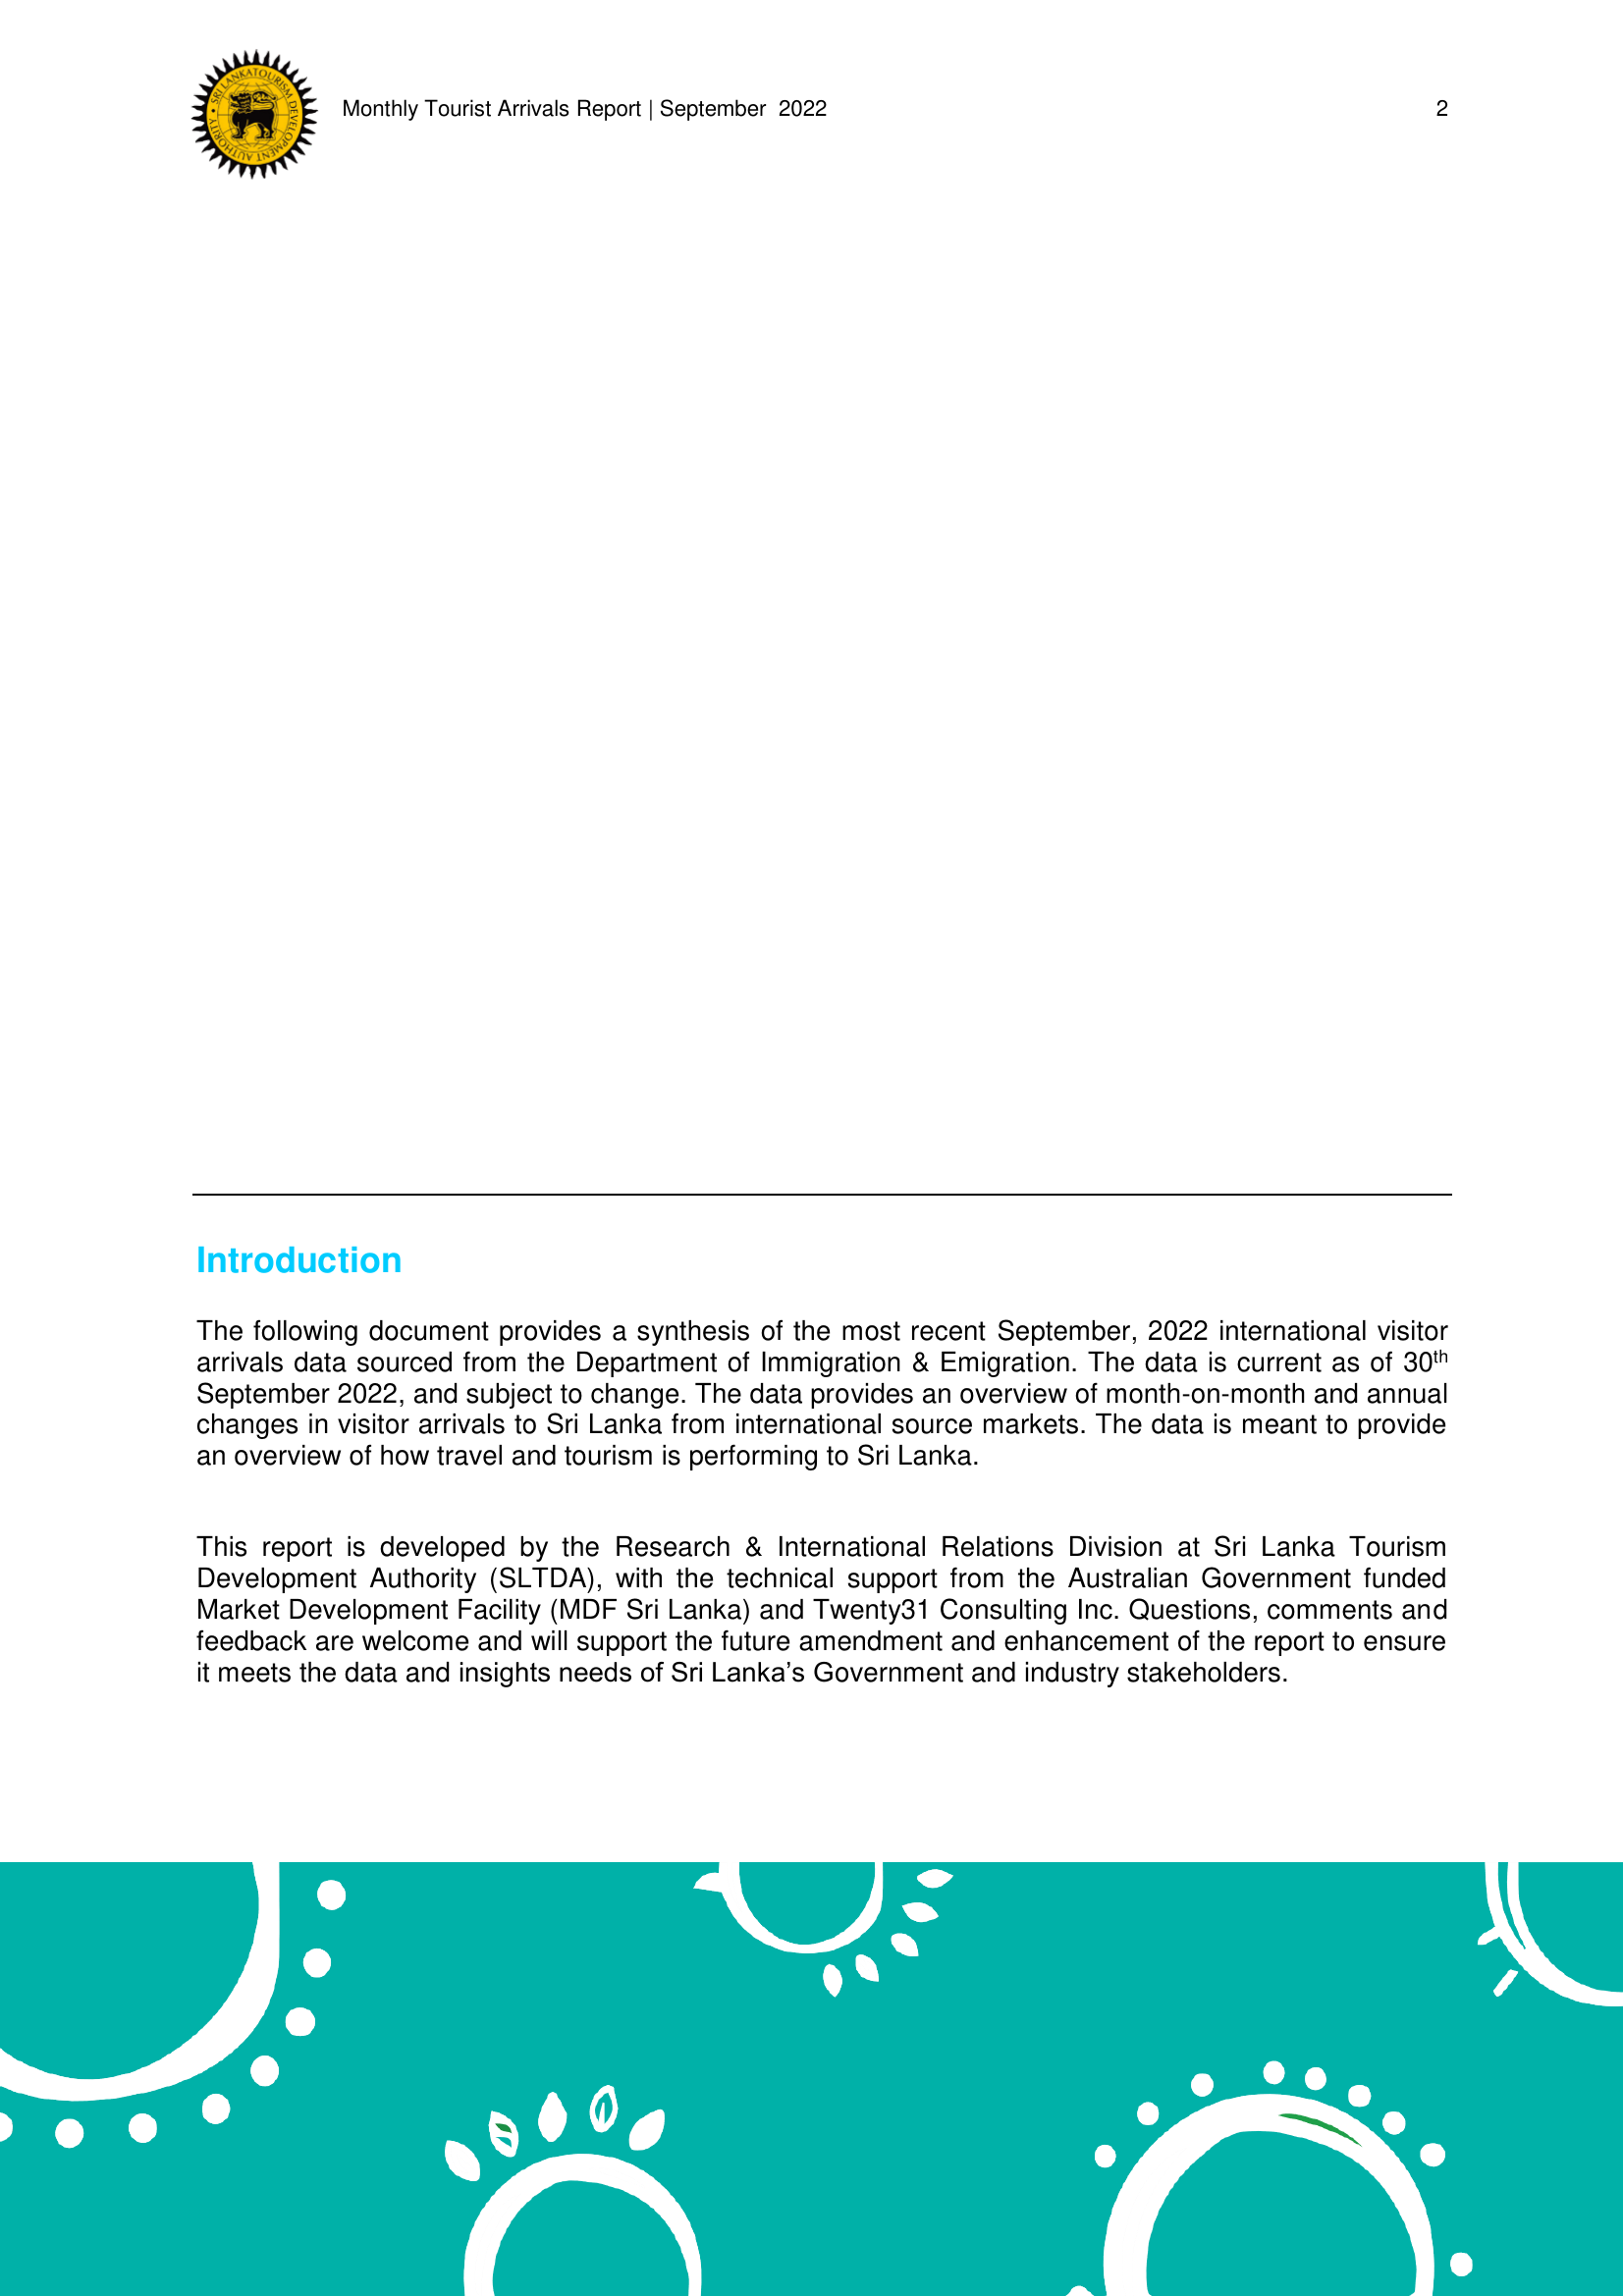 SRI LANKA TOURISM DEVELOPMENT AUTHORITY •
Monthly Tourist Arrivals Report | September 2022
2
Introduction
The following document provides a synthesis of the most recent September, 2022 international visitor
arrivals data sourced from the Department of Immigration & Emigration. The data is current as of 30th
September 2022, and subject to change. The data provides an overview of month-on-month and annual
changes in visitor arrivals to Sri Lanka from international source markets. The data is meant to provide
an overview of how travel and tourism is performing to Sri Lanka.
This report is developed by the Research & International Relations Division at Sri Lanka Tourism
Development Authority (SLTDA), with the technical support from the Australian Government funded
Market Development Facility (MDF Sri Lanka) and Twenty31 Consulting Inc. Questions, comments and
feedback are welcome and will support the future amendment and enhancement of the report to ensure
it meets the data and insights needs of Sri Lanka’s Government and industry stakeholders.